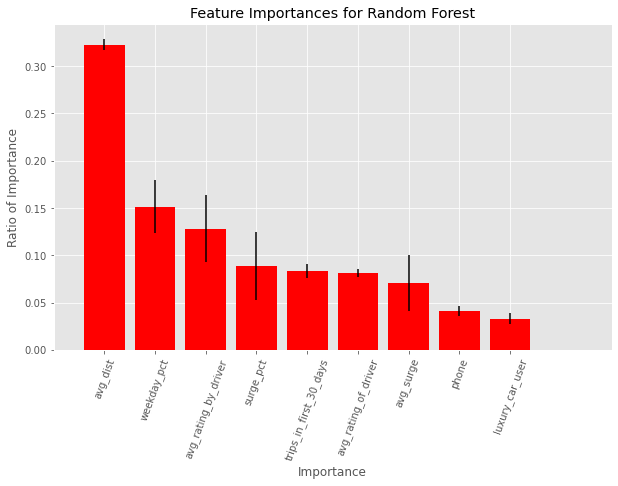 Feature Importances for Random Forest
Ratio of Importance
0.30
0.25
0.20
0.15
0.10
0.05
0.00
avg_dist
weekday_pct
avg_rating_by_driver
surge_pct
trips_in_first_30_days
avg_rating_of_driver
avg_surge
phone
luxury_car_user
Importance